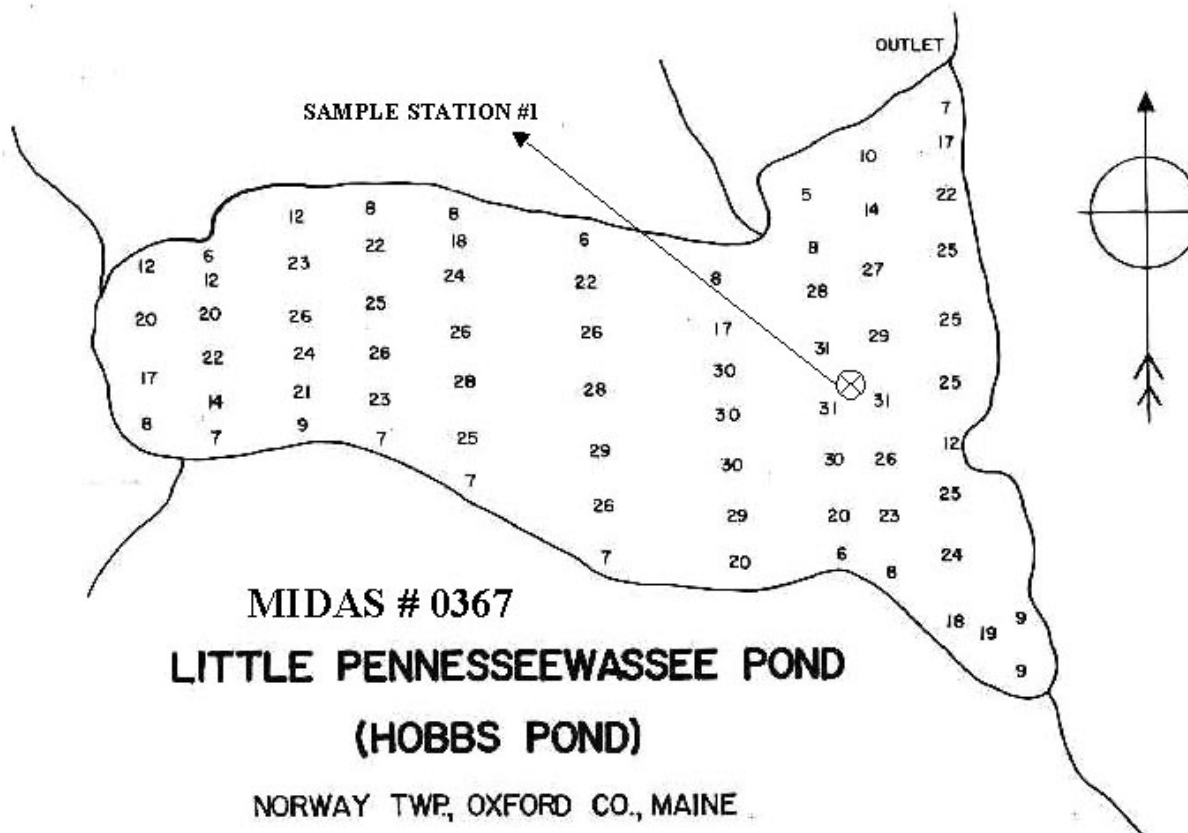 OUTLET
7
SAMPLE STATION #1
17
10
5 22
14
12 8 8
6 18 8 25
12 6 23 22
12 24 22 8 28 27
20 20 26 25
26 26 17 29 25
22 24 26 31
17 28 28 30 25
14 21 23 30 31 31
8 7 9 7 25 12
29 30 30 26
7 25
26 29 20 23
7 20 6 8 24
MIDAS # 0367
18 19 9
LITTLE PENNESSEEWASSEE POND
9
(HOBBS POND)
NORWAY TWP., OXFORD CO., MAINE